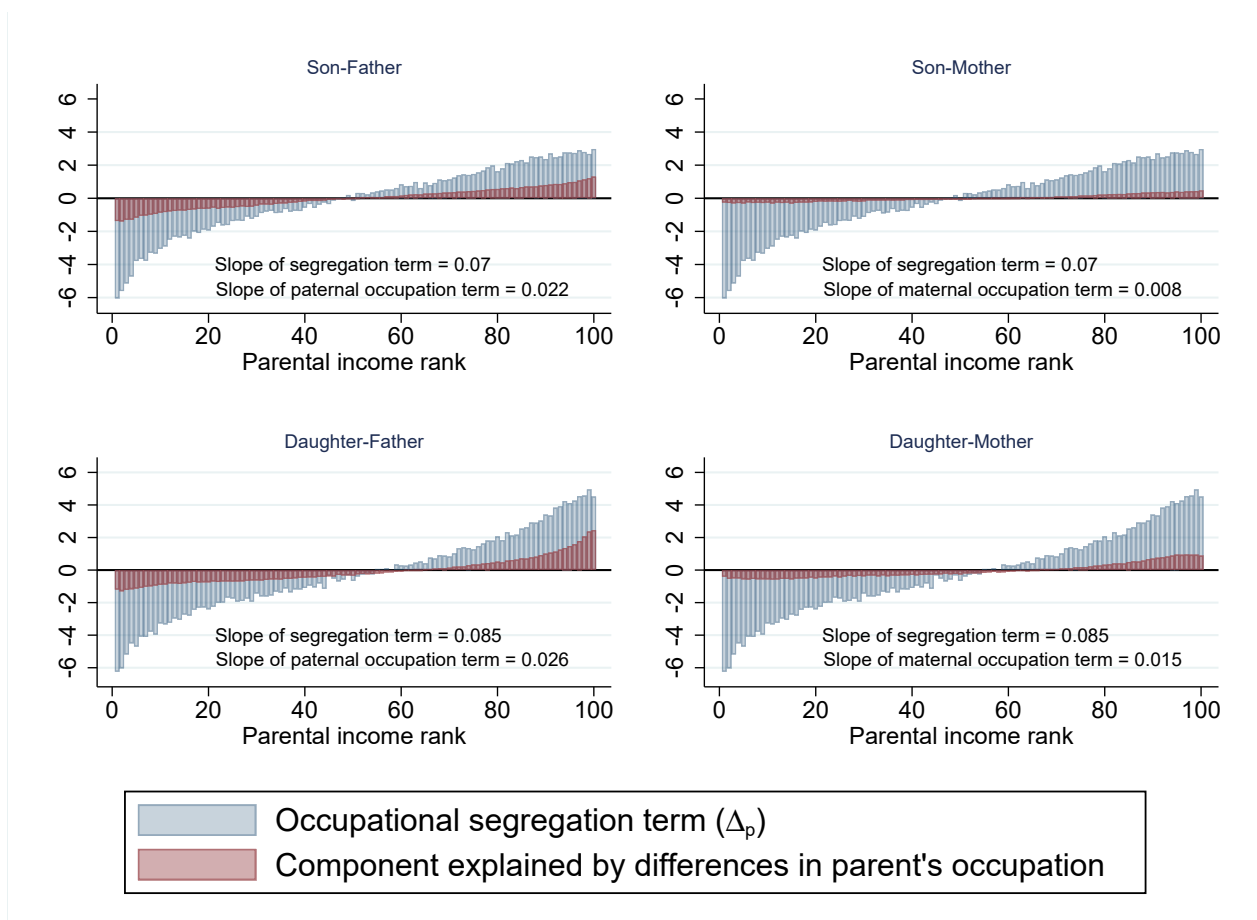 Son-Father
6
4
2
0
-2
-4
-6
Slope of segregation term = 0.07
Slope of paternal occupation term = 0.022
0 20 40 60 80 100
Parental income rank
Son-Mother
6
4
2
0
-2
-4
-6
Slope of segregation term = 0.07
Slope of maternal occupation term = 0.008
0 20 40 60 80 100
Parental income rank
Daughter-Father
6
4
2
0
-2
-4
-6
Slope of segregation term = 0.085
Slope of paternal occupation term = 0.026
0 20 40 60 80 100
Parental income rank
Daughter-Mother
6
4
2
0
-2
-4
-6
Slope of segregation term = 0.085
Slope of maternal occupation term = 0.015
0 20 40 60 80 100
Parental income rank
Occupational segregation term (Δp)
Component explained by differences in parent's occupation